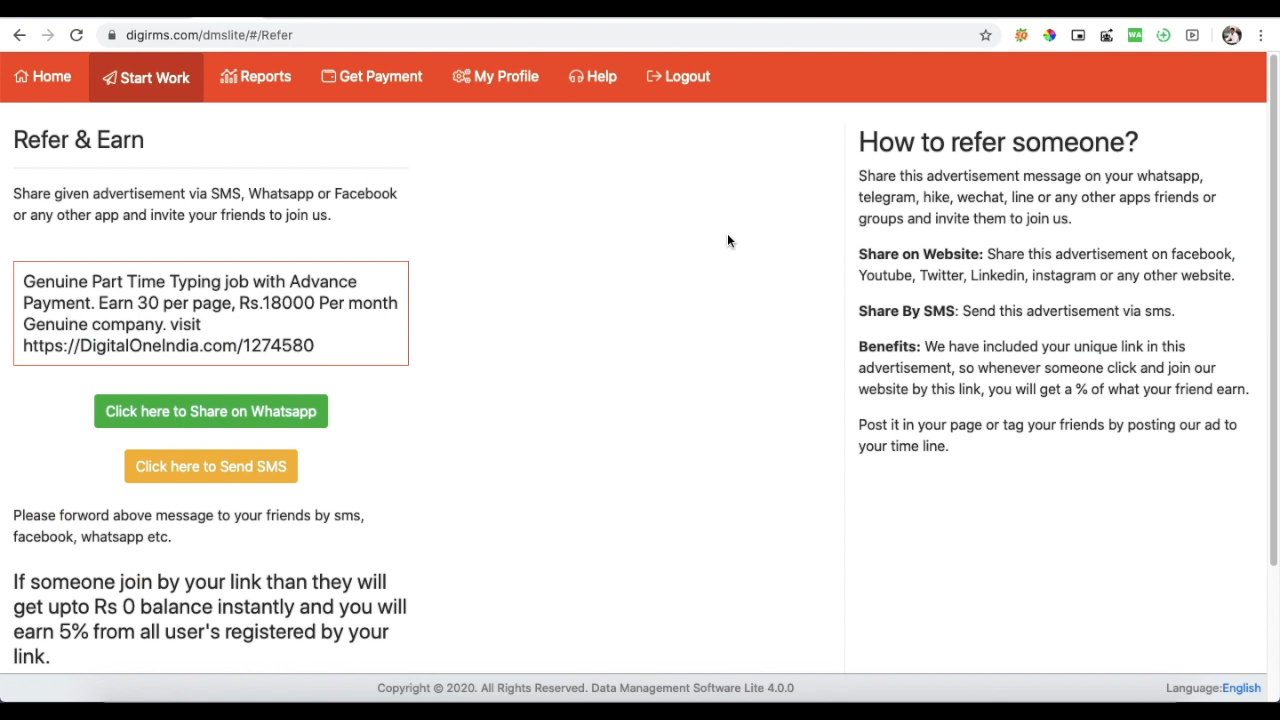 digirms.com/dmslite/#/Refer
WA
Home
Start Work
Reports
Get Payment
My Profile
Help
Logout
Refer & Earn
Share given advertisement via SMS, Whatsapp or Facebook
or any other app and invite your friends to join us.
Genuine Part Time Typing job with Advance
Payment. Earn 30 per page, Rs.18000 Per month
Genuine company. visit
https://DigitalOneIndia.com/1274580
Click here to Share on Whatsapp
Click here to Send SMS
Please forword above message to your friends by sms,
facebook, whatsapp etc.
If someone join by your link than they will
get upto Rs 0 balance instantly and you will
earn 5% from all user's registered by your
link.
How to refer someone?
Share this advertisement message on your whatsapp,
telegram, hike, wechat, line or any other apps friends or
groups and invite them to join us.
Share on Website: Share this advertisement on facebook,
Youtube, Twitter, Linkedin, instagram or any other website.
Share By SMS: Send this advertisement via sms.
Benefits: We have included your unique link in this
advertisement, so whenever someone click and join our
website by this link, you will get a % of what your friend earn.
Post it in your page or tag your friends by posting our ad to
your time line.
Copyright © 2020. All Rights Reserved. Data Management Software Lite 4.0.0
Language:English